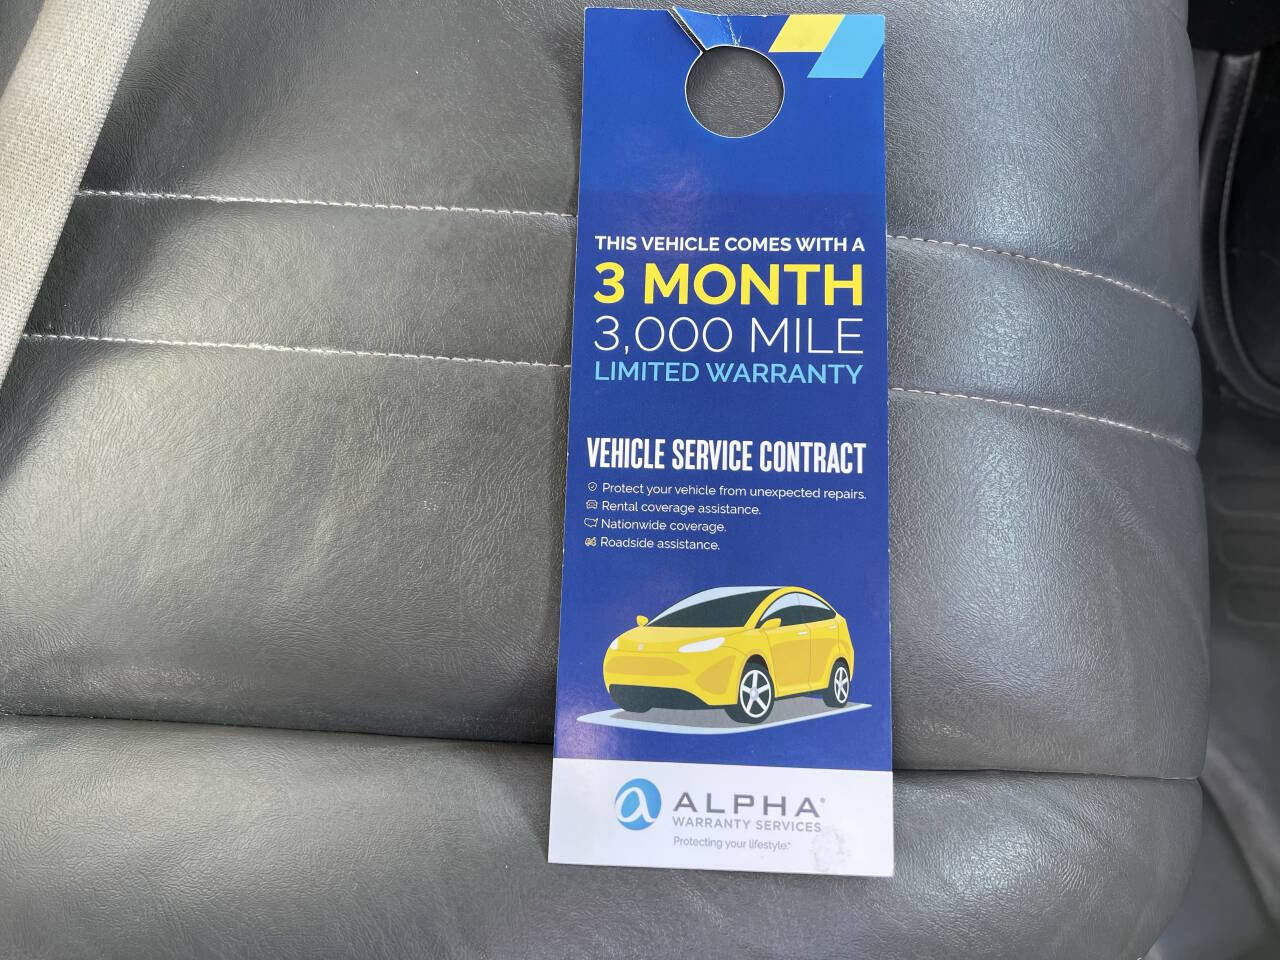 THIS VEHICLE COMES WITH A
3 MONTH
3,000 MILE
LIMITED WARRANTY
VEHICLE SERVICE CONTRACT
Protect your vehicle from unexpected repairs.
Rental coverage assistance.
Nationwide coverage.
Roadside assistance.
ALPHA®
WARRANTY SERVICES
Protecting your lifestyle.®